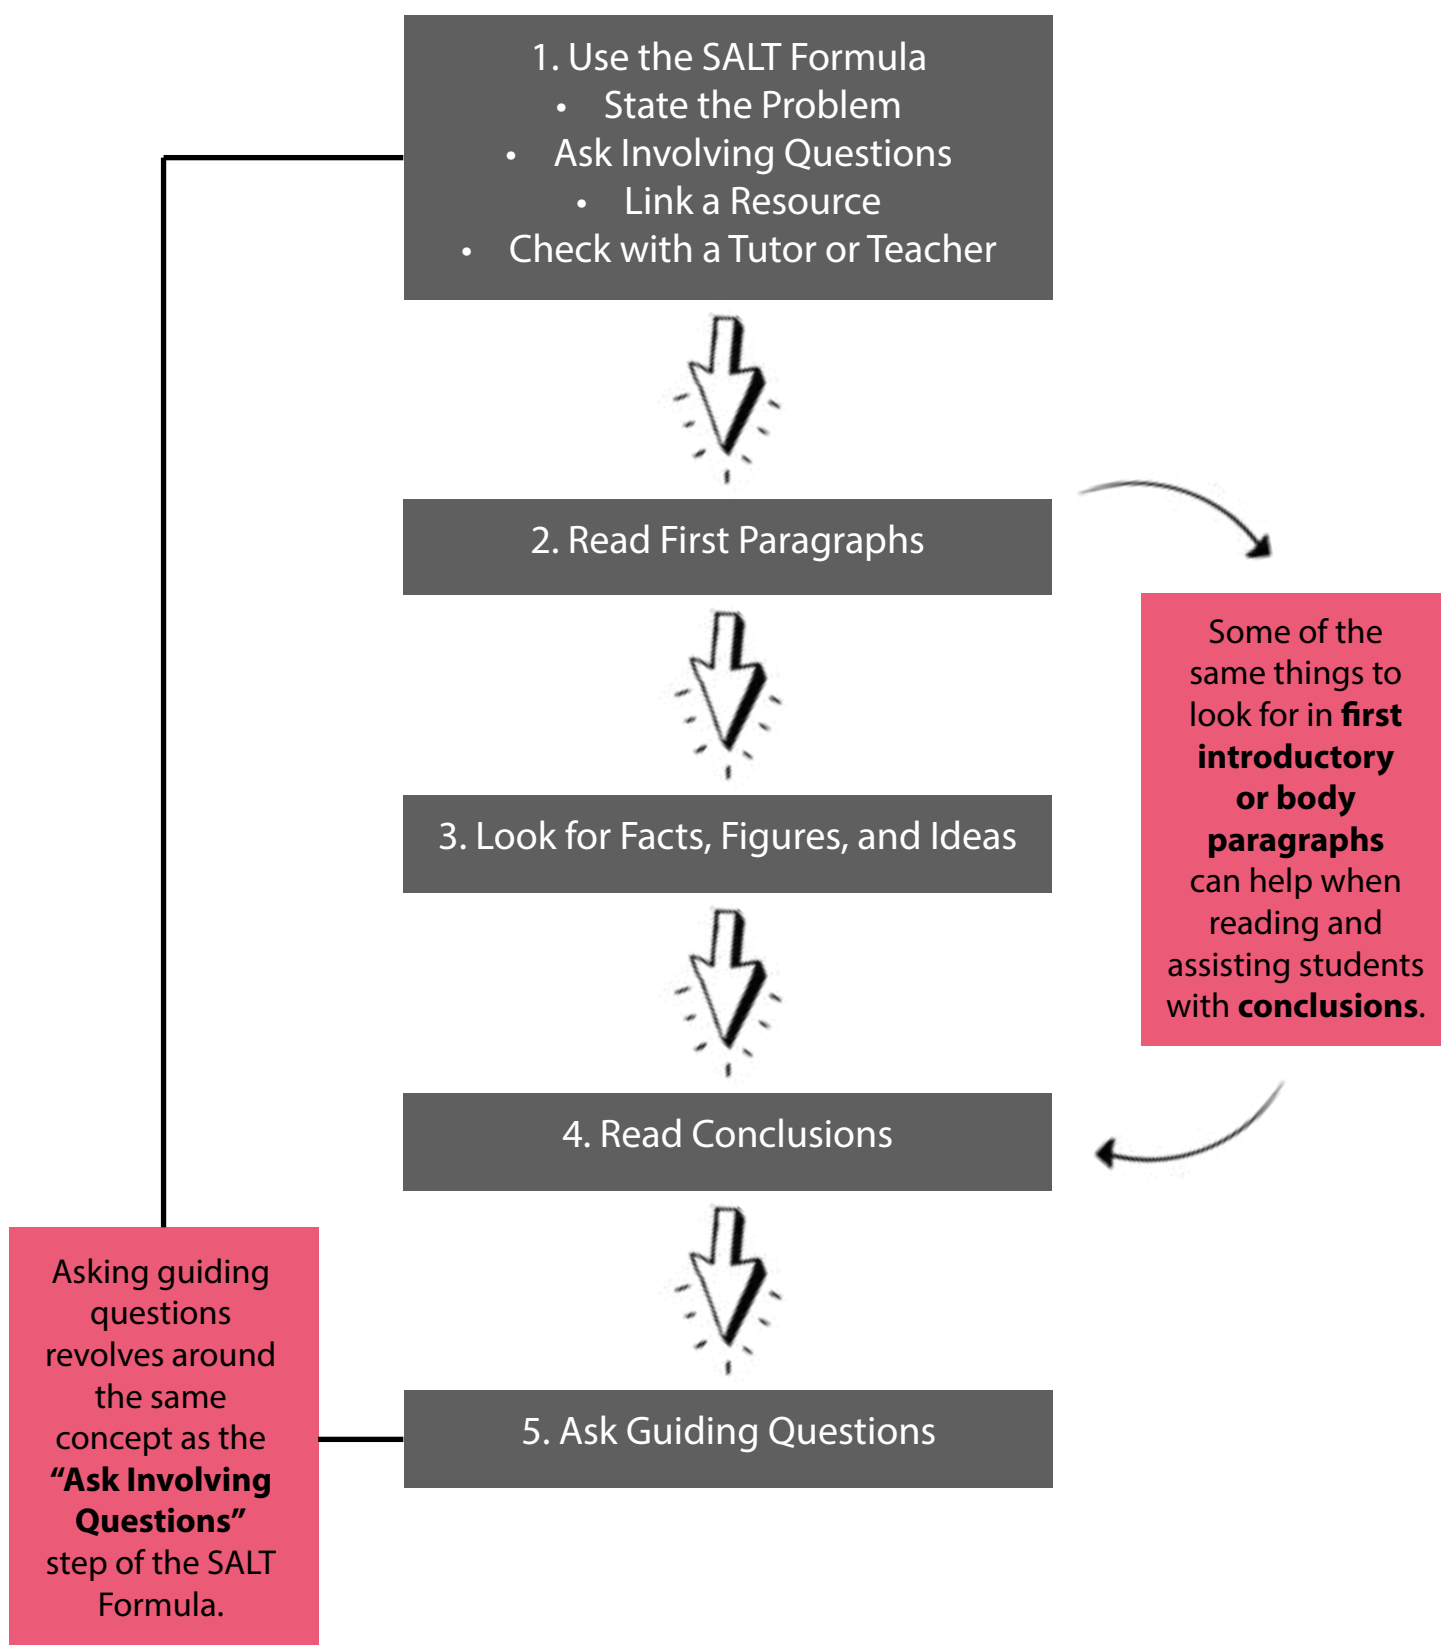 1. Use the SALT Formula
• State the Problem
• Ask Involving Questions
• Link a Resource
• Check with a Tutor or Teacher
2. Read First Paragraphs
Some of the
same things to
look for in first
introductory
or body
paragraphs
can help when
reading and
assisting students
with conclusions.
3. Look for Facts, Figures, and Ideas
4. Read Conclusions
5. Ask Guiding Questions
Asking guiding
questions
revolves around
the same
concept as the
“Ask Involving
Questions”
step of the SALT
Formula.